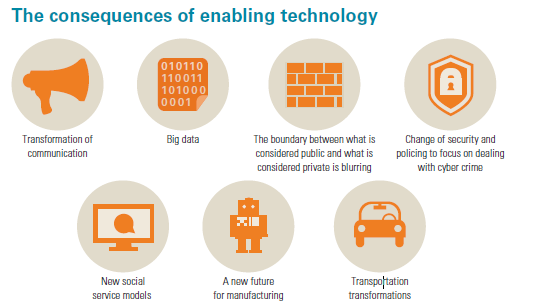 The consequences of enabling technology
010110
110011
101000
0001
Transformation of
communication
Big data
The boundary between what is
considered public and what is
considered private is blurring
Change of security and
policing to focus on dealing
with cyber crime
New social
service models
A new future
for manufacturing
Transportation
transformations